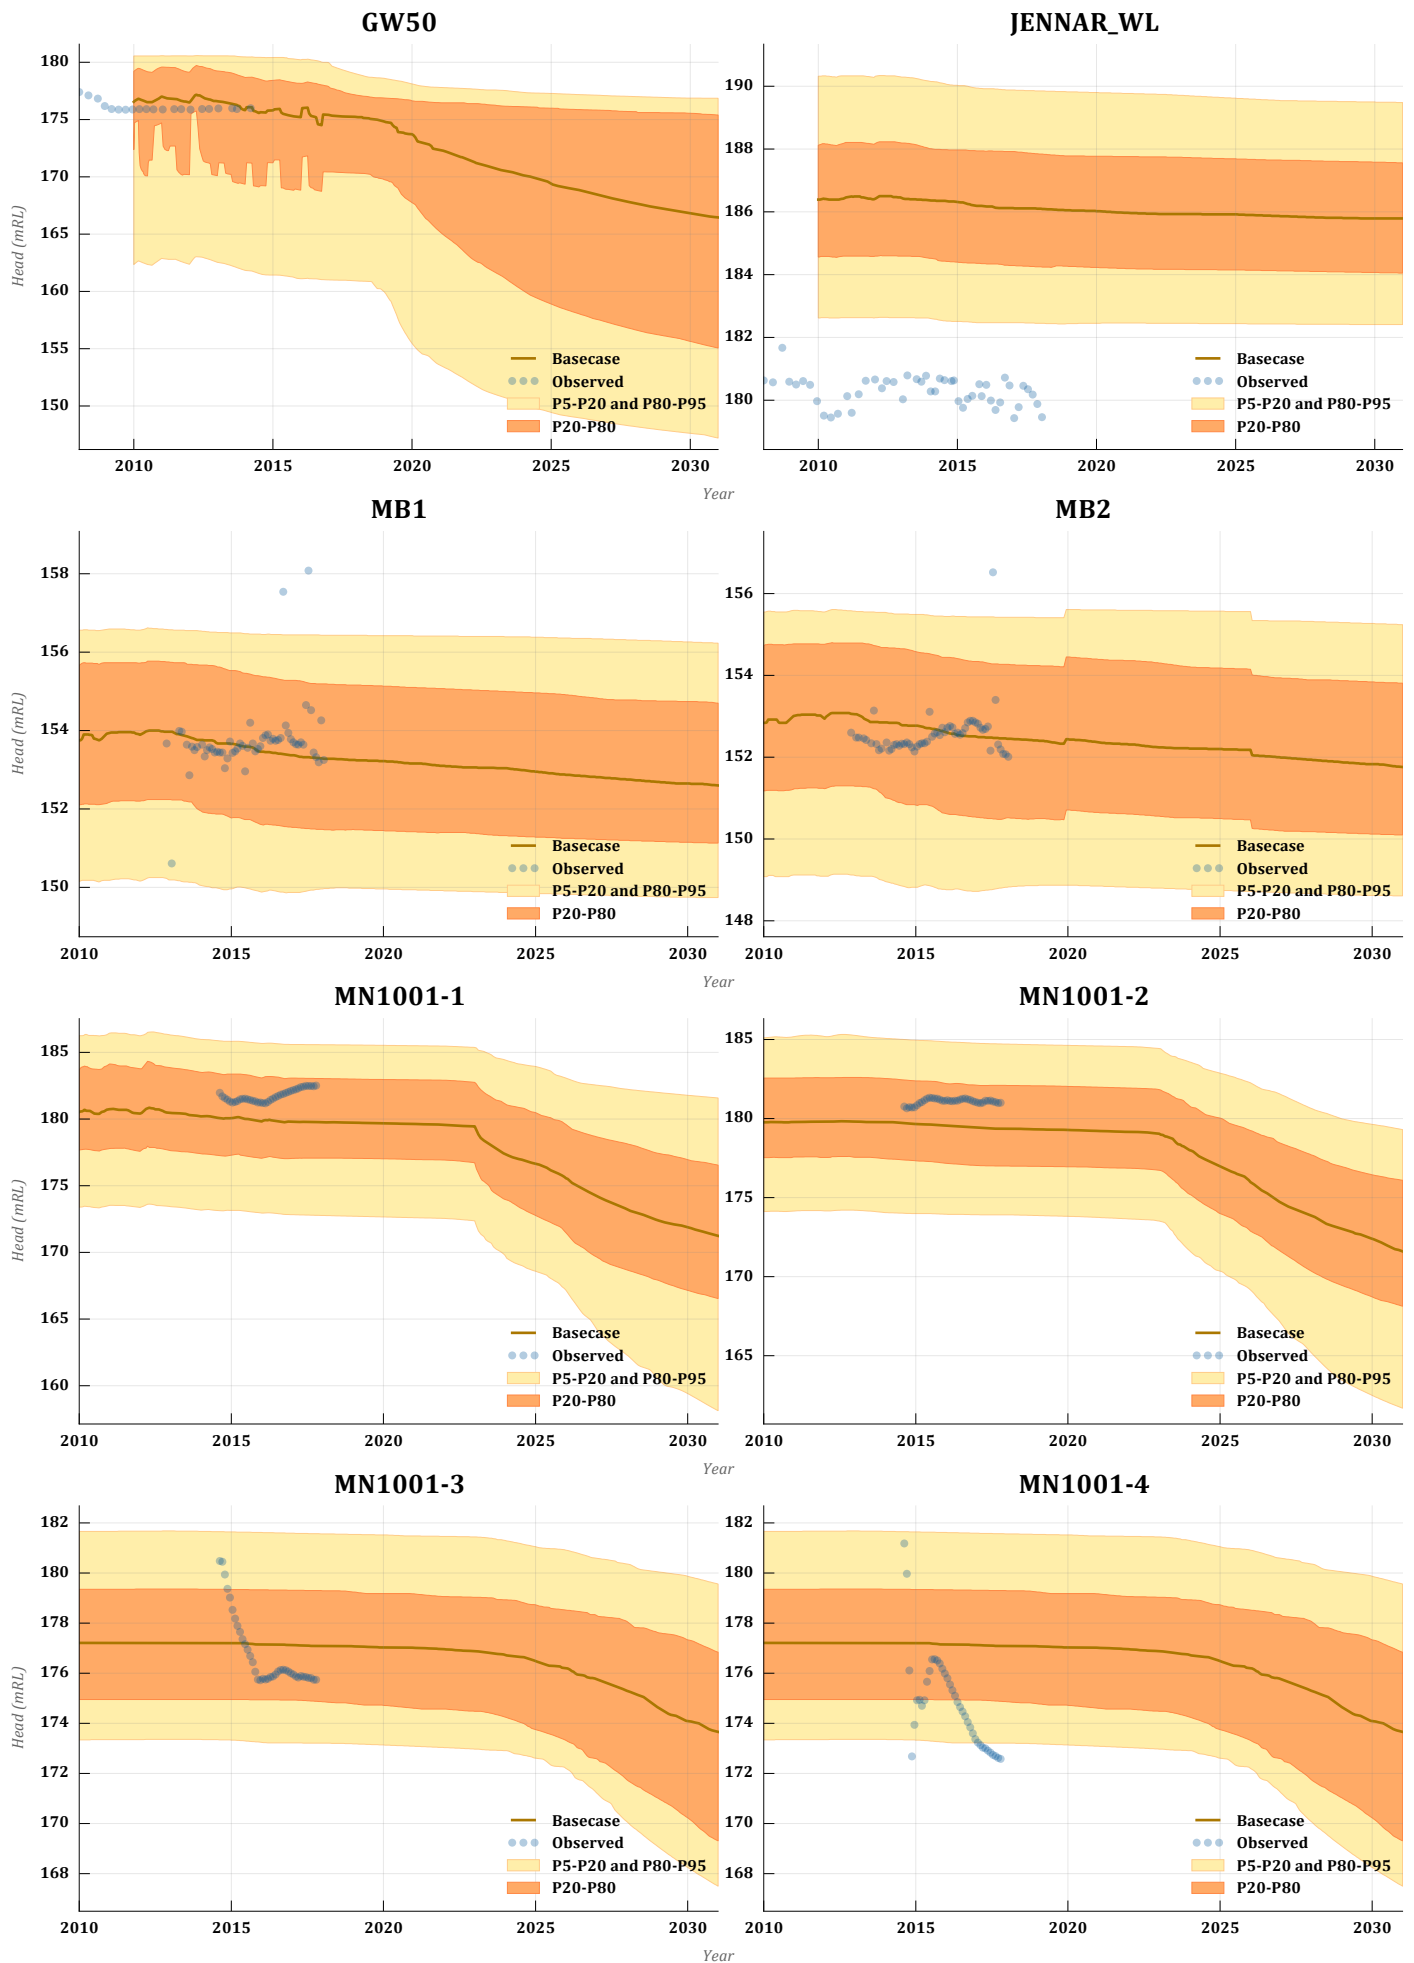 GW50
JENNAR_WL
180
175
170
165
160
155
150
Head (mRL)
Basecase
Observed
P5-P20 and P80-P95
P20-P80
2010
2015
2020
2025
2030
190
188
186
184
182
180
Basecase
Observed
P5-P20 and P80-P95
P20-P80
2010
2015
2020
2025
2030
Year
MB1
MB2
158
156
154
152
150
Head (mRL)
Basecase
Observed
P5-P20 and P80-P95
P20-P80
2010
2015
2020
2025
2030
156
154
152
150
148
Basecase
Observed
P5-P20 and P80-P95
P20-P80
2010
2015
2020
2025
2030
Year
MN1001-1
MN1001-2
185
180
175
170
165
160
Head (mRL)
Basecase
Observed
P5-P20 and P80-P95
P20-P80
2010
2015
2020
2025
2030
185
180
175
170
165
Basecase
Observed
P5-P20 and P80-P95
P20-P80
2010
2015
2020
2025
2030
Year
MN1001-3
MN1001-4
182
180
178
176
174
172
170
168
Head (mRL)
Basecase
Observed
P5-P20 and P80-P95
P20-P80
2010
2015
2020
2025
2030
182
180
178
176
174
172
170
168
Basecase
Observed
P5-P20 and P80-P95
P20-P80
2010
2015
2020
2025
2030
Year